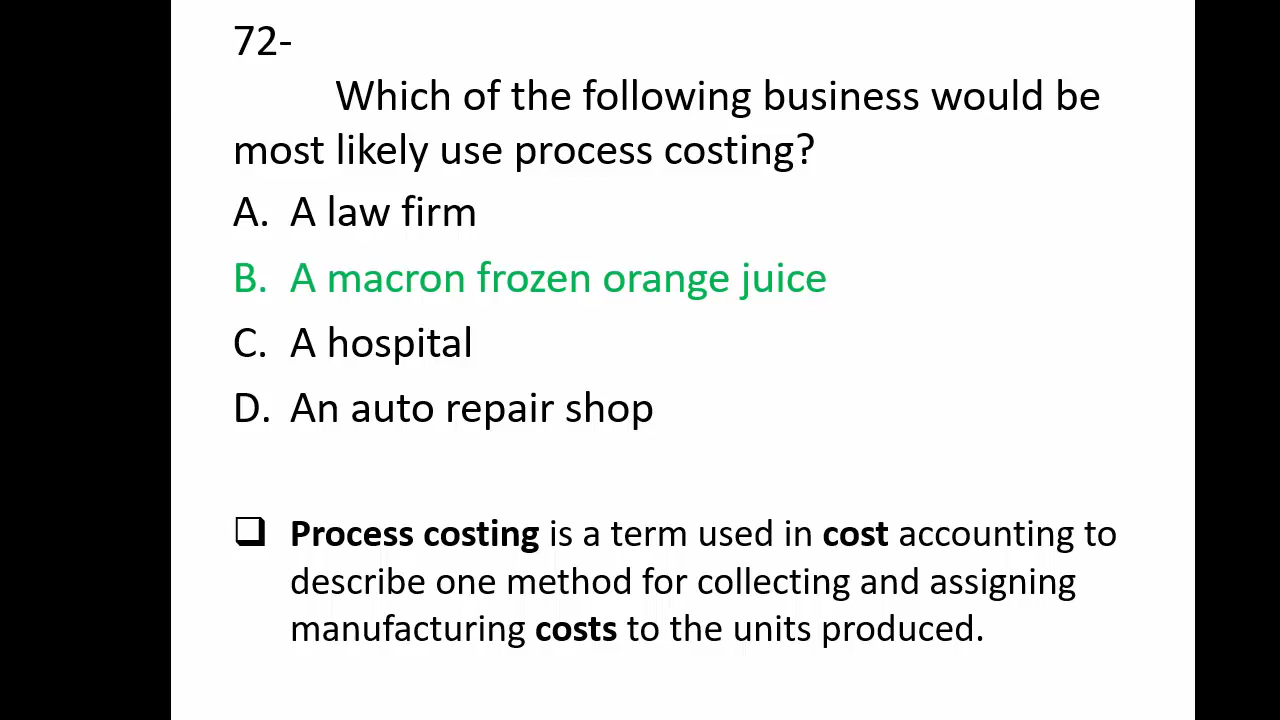 72-
Which of the following business would be
most likely use process costing?
A. A law firm
B. A macron frozen orange juice
C. A hospital
D. An auto repair shop
Process costing is a term used in cost accounting to
describe one method for collecting and assigning
manufacturing costs to the units produced.